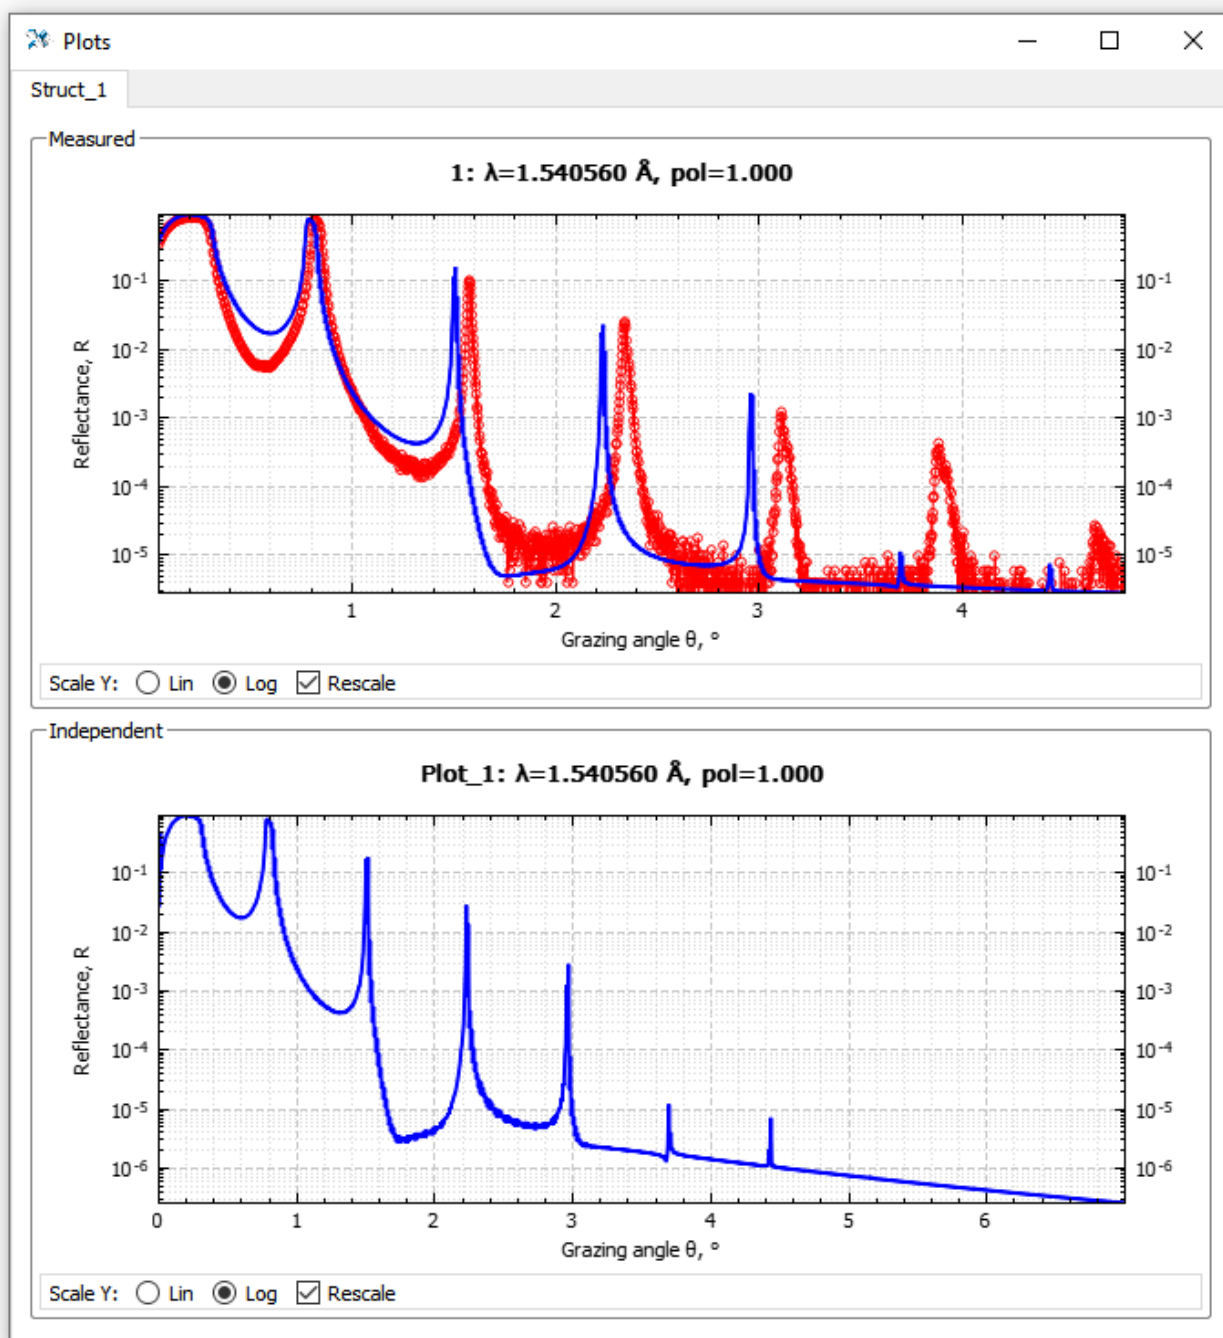 Plots
Struct_1
Measured
1: λ=1.540560 Å, pol=1.000
Reflectance, R
10⁻¹ 10⁻¹
10⁻² 10⁻²
10⁻³ 10⁻³
10⁻⁴ 10⁻⁴
10⁻⁵ 10⁻⁵
1 2 3 4
Grazing angle θ, °
Scale Y: Lin Log Rescale
Independent
Plot_1: λ=1.540560 Å, pol=1.000
Reflectance, R
10⁻¹ 10⁻¹
10⁻² 10⁻²
10⁻³ 10⁻³
10⁻⁴ 10⁻⁴
10⁻⁵ 10⁻⁵
10⁻⁶ 10⁻⁶
0 1 2 3 4 5 6
Grazing angle θ, °
Scale Y: Lin Log Rescale